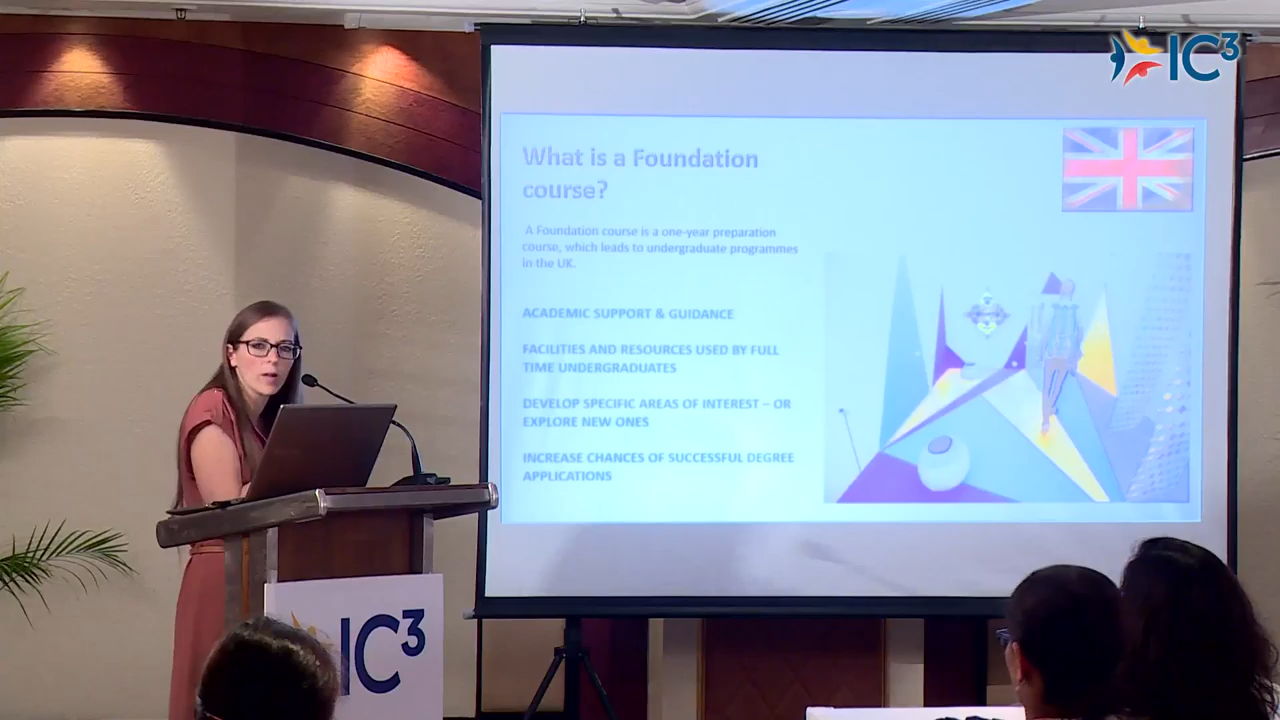 IC3
What is a Foundation
course?
A Foundation course is a one-year preparation
course, which leads to undergraduate programmes
in the UK.
ACADEMIC SUPPORT & GUIDANCE
FACILITIES AND RESOURCES USED BY FULL
TIME UNDERGRADUATES
DEVELOP SPECIFIC AREAS OF INTEREST – OR
EXPLORE NEW ONES
INCREASE CHANCES OF SUCCESSFUL DEGREE
APPLICATIONS
IC3